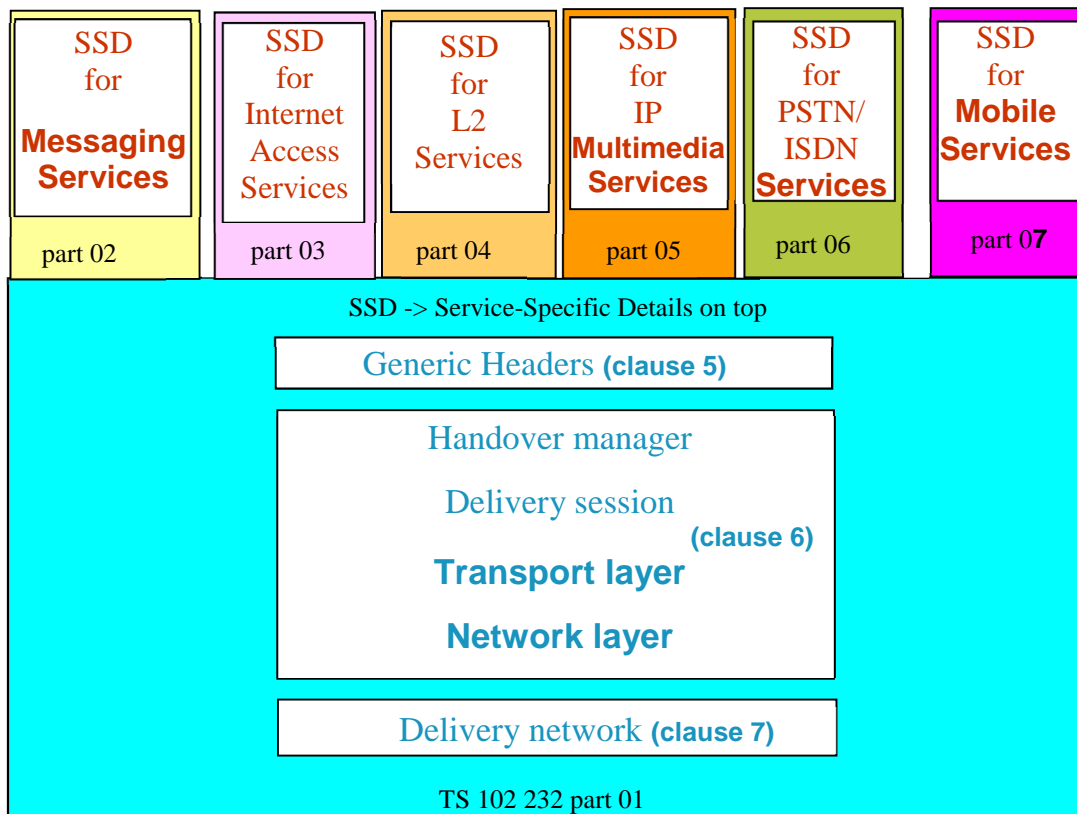 SSD
for
Messaging
Services
part 02
SSD
for
Internet
Access
Services
part 03
SSD
for
L2
Services
part 04
SSD
for
IP
Multimedia
Services
part 05
SSD
for
PSTN/
ISDN
Services
part 06
SSD
for
Mobile
Services
part 07
SSD -> Service-Specific Details on top
Generic Headers (clause 5)
Handover manager
Delivery session
(clause 6)
Transport layer
Network layer
Delivery network (clause 7)
TS 102 232 part 01